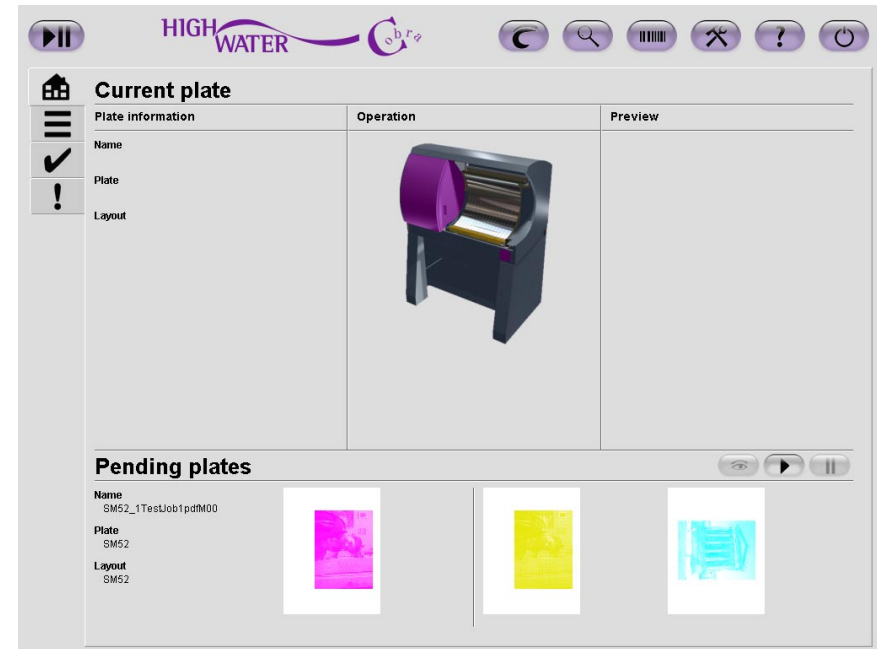 HIGH
WATER Cobra
Current plate
Plate information Operation Preview
Name
Plate
Layout
Pending plates
Name
SM52_1TestJob1pdfM00
Plate
SM52
Layout
SM52